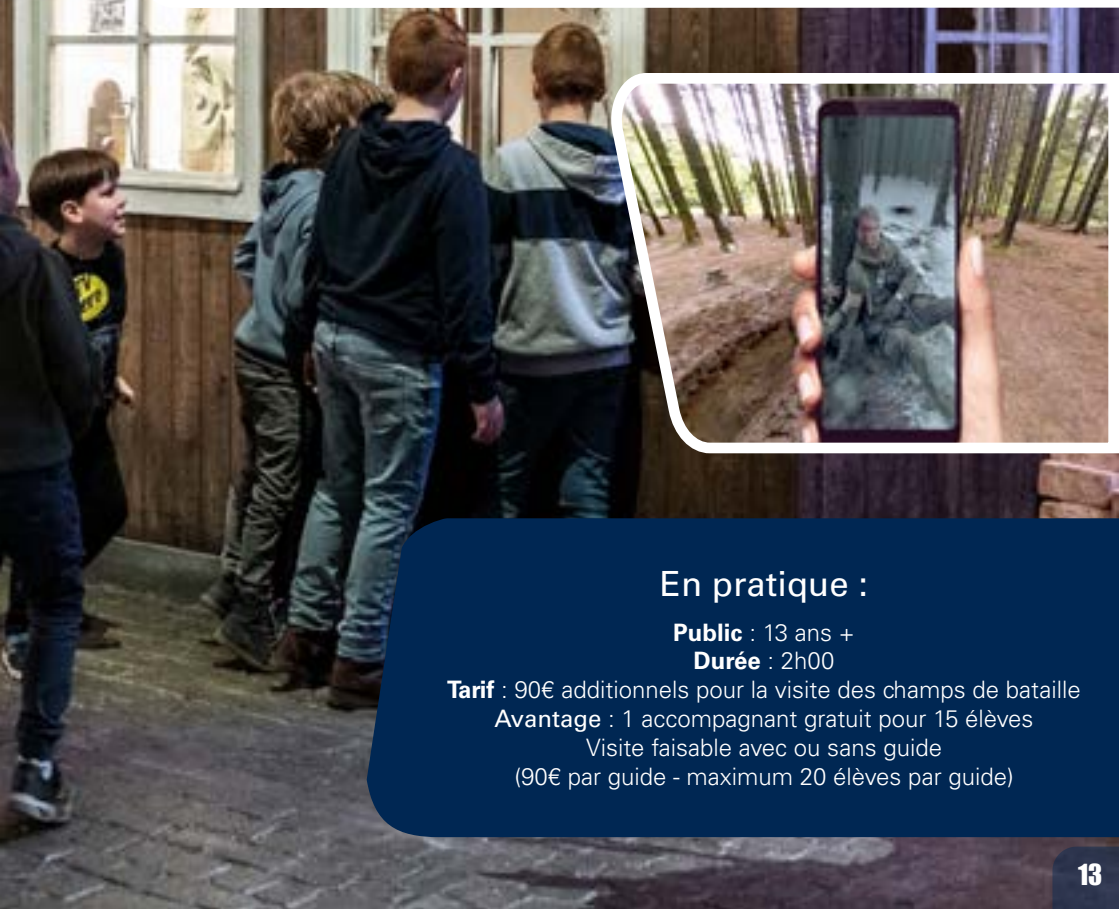 En pratique :
Public : 13 ans +
Durée : 2h00
Tarif : 90€ additionnels pour la visite des champs de bataille
Avantage : 1 accompagnant gratuit pour 15 élèves
Visite faisable avec ou sans guide
(90€ par guide - maximum 20 élèves par guide)
13